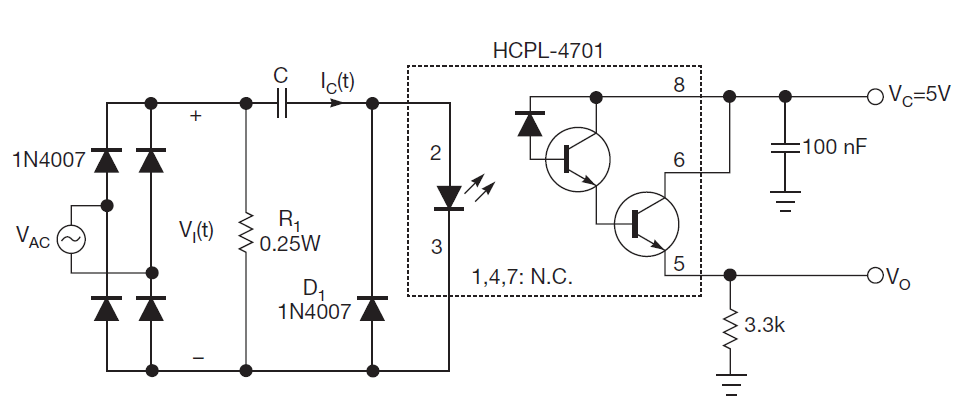 HCPL-4701
C
I_C(t)
8
V_C=5V
+
1N4007
2
6
100 nF
V_AC
V_I(t)
R_1
0.25W
3
5
1,4,7: N.C.
V_O
D_1
1N4007
3.3k
–